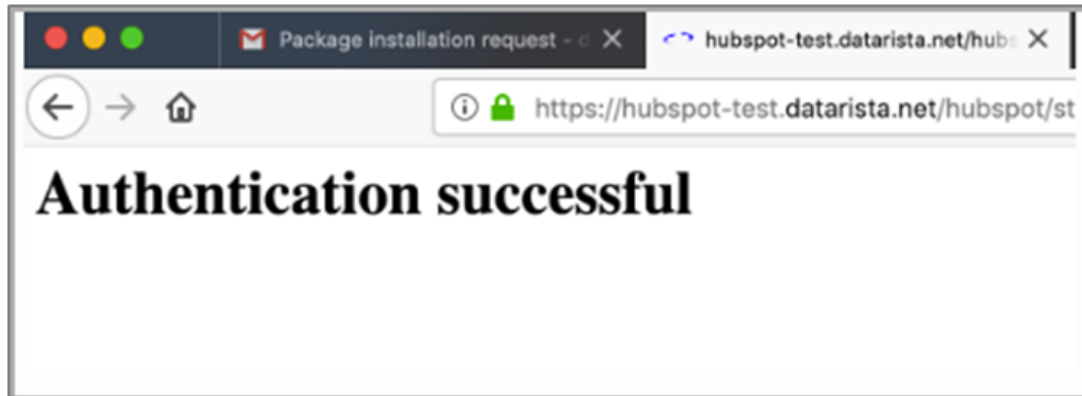 Package installation request - d
hubspot-test.datarista.net/hubs
https://hubspot-test.datarista.net/hubspot/st
Authentication successful